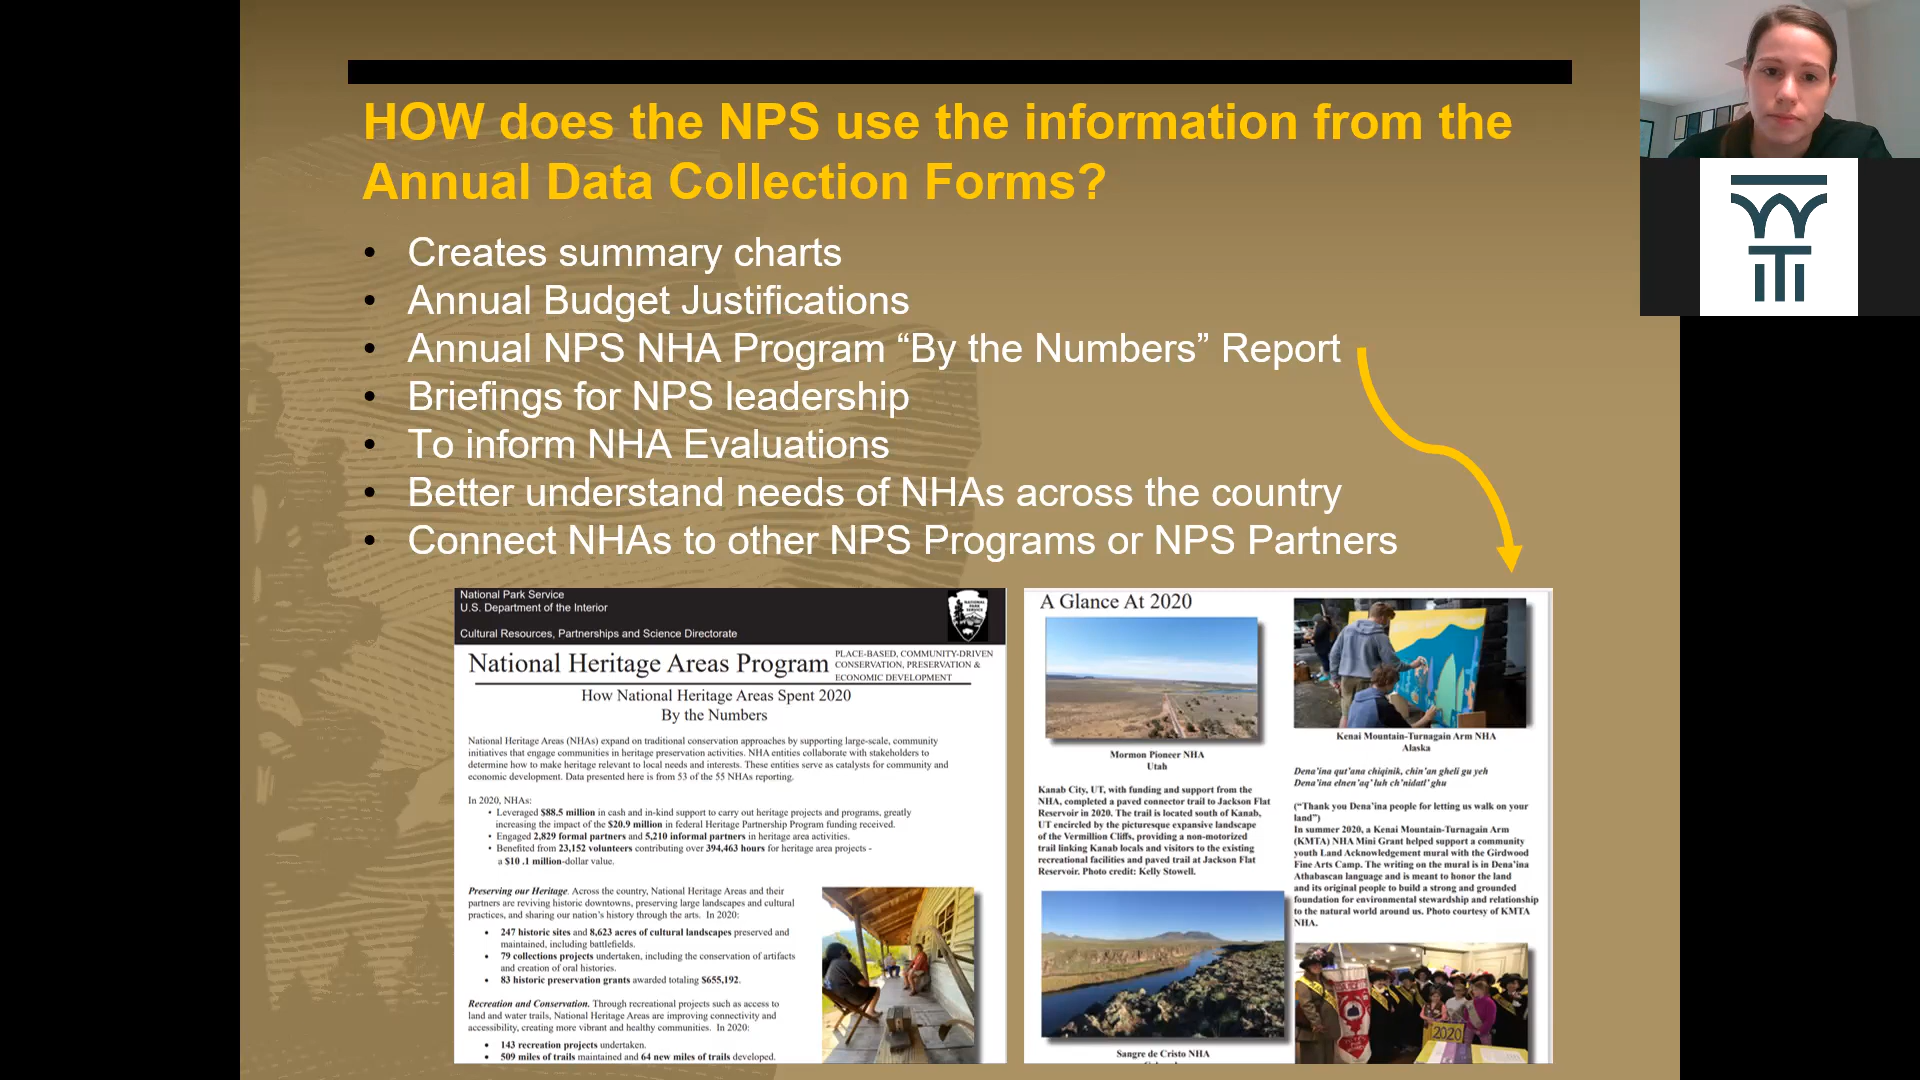 HOW does the NPS use the information from the
Annual Data Collection Forms?
• Creates summary charts
• Annual Budget Justifications
• Annual NPS NHA Program “By the Numbers” Report
• Briefings for NPS leadership
• To inform NHA Evaluations
• Better understand needs of NHAs across the country
• Connect NHAs to other NPS Programs or NPS Partners
National Park Service
U.S. Department of the Interior
Cultural Resources, Partnerships and Science Directorate
NATIONAL
PARK
SERVICE
National Heritage Areas Program
PLACE-BASED, COMMUNITY-DRIVEN
CONSERVATION, PRESERVATION &
ECONOMIC DEVELOPMENT
How National Heritage Areas Spent 2020
By the Numbers
National Heritage Areas (NHAs) expand on traditional conservation approaches by supporting large-scale, community
initiatives that engage communities in heritage preservation activities. NHA entities collaborate with stakeholders to
determine how to make heritage relevant to local needs and interests. These entities serve as catalysts for community and
economic development. Data presented here is from 53 of the 55 NHAs reporting.
In 2020, NHAs:
• Leveraged $88.5 million in cash and in-kind support to carry out heritage projects and programs, greatly
increasing the impact of the $20.9 million in federal Heritage Partnership Program funding received.
• Engaged 2,829 formal partners and 5,210 informal partners in heritage area activities.
• Benefited from 23,152 volunteers contributing over 394,463 hours for heritage area projects -
a $10 .1 million-dollar value.
Preserving our Heritage. Across the country, National Heritage Areas and their
partners are reviving historic downtowns, preserving large landscapes and cultural
practices, and sharing our nation’s history through the arts. In 2020:
• 247 historic sites and 8,623 acres of cultural landscapes preserved and
maintained, including battlefields.
• 79 collections projects undertaken, including the conservation of artifacts
and creation of oral histories.
• 83 historic preservation grants awarded totaling $655,192.
Recreation and Conservation. Through recreational projects such as access to
land and water trails, National Heritage Areas are improving connectivity and
accessibility, creating more vibrant and healthy communities. In 2020:
• 143 recreation projects undertaken.
• 509 miles of trails maintained and 64 new miles of trails developed.
A Glance At 2020
Mormon Pioneer NHA
Utah
Kanab City, UT, with funding and support from the
NHA, completed a paved connector trail to Jackson Flat
Reservoir in 2020. The trail is located south of Kanab,
UT encircled by the picturesque expansive landscape
of the Vermillion Cliffs, providing a non-motorized
trail linking Kanab locals and visitors to the existing
recreational facilities and paved trail at Jackson Flat
Reservoir. Photo credit: Kelly Stowell.
Sangre de Cristo NHA
Kenai Mountain-Turnagain Arm NHA
Alaska
Dena’ina qut’ana chiqinik, chin’an gheli gu yeh
Dena’ina elnen’aq’ luh ch’nidatl’ ghu
(“Thank you Dena’ina people for letting us walk on your
land”)
In summer 2020, a Kenai Mountain-Turnagain Arm
(KMTA) NHA Mini Grant helped support a community
youth Land Acknowledgement mural with the Girdwood
Fine Arts Camp. The writing on the mural is in Dena’ina
Athabascan language and is meant to honor the land
and its original people to build a strong and grounded
foundation for environmental stewardship and relationship
to the natural world around us. Photo courtesy of KMTA
NHA.
2020